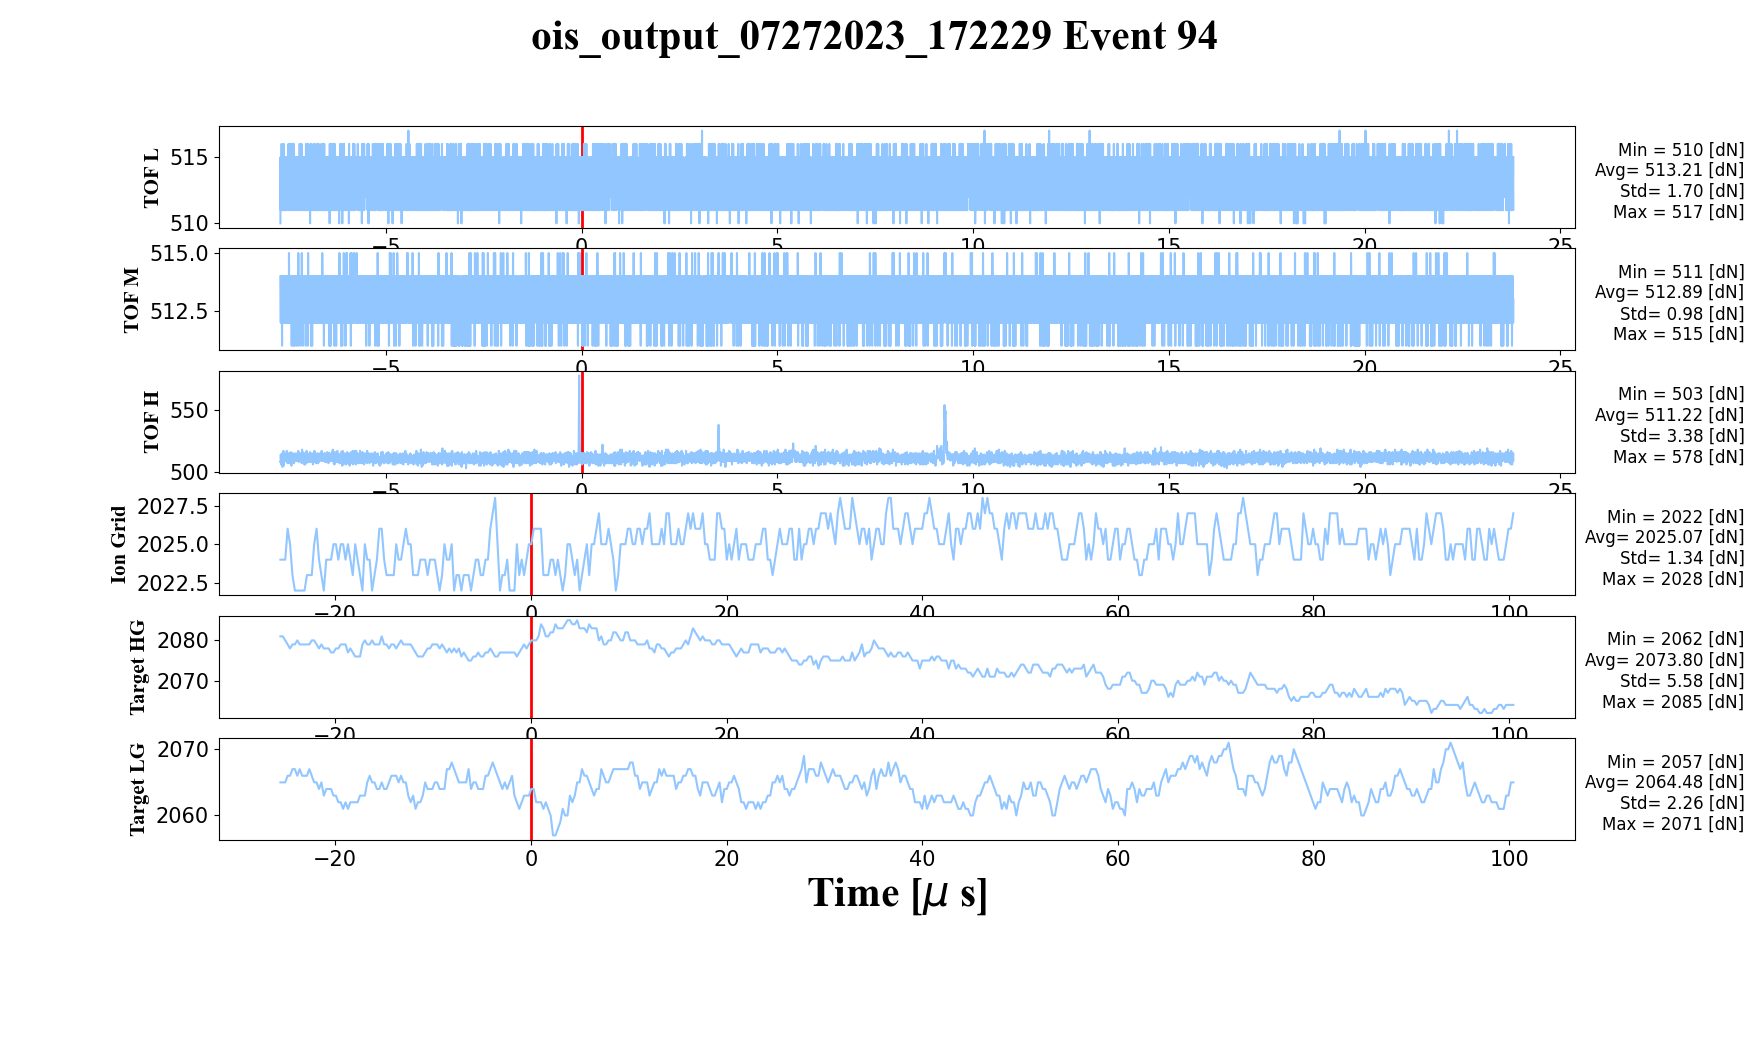 ois_output_07272023_172229 Event 94
TOF L
515
510
−5 0 5 10 15 20 25
Min = 510 [dN]
Avg= 513.21 [dN]
Std= 1.70 [dN]
Max = 517 [dN]
TOF M
515.0
512.5
−5 0 5 10 15 20 25
Min = 511 [dN]
Avg= 512.89 [dN]
Std= 0.98 [dN]
Max = 515 [dN]
TOF H
550
500
−5 0 5 10 15 20 25
Min = 503 [dN]
Avg= 511.22 [dN]
Std= 3.38 [dN]
Max = 578 [dN]
Ion Grid
2027.5
2025.0
2022.5
−20 0 20 40 60 80 100
Min = 2022 [dN]
Avg= 2025.07 [dN]
Std= 1.34 [dN]
Max = 2028 [dN]
Target HG
2080
2070
−20 0 20 40 60 80 100
Min = 2062 [dN]
Avg= 2073.80 [dN]
Std= 5.58 [dN]
Max = 2085 [dN]
Target LG
2070
2060
−20 0 20 40 60 80 100
Min = 2057 [dN]
Avg= 2064.48 [dN]
Std= 2.26 [dN]
Max = 2071 [dN]
Time [μ s]